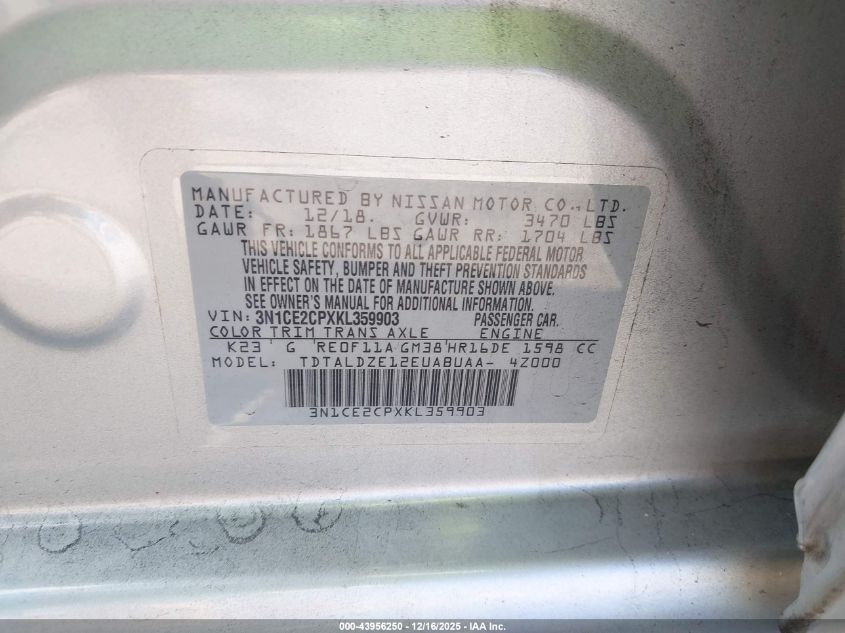 MANUFACTURED BY NISSAN MOTOR CO., LTD.
DATE: 12/18. GVWR: 3470 LBS
GAWR FR: 1867 LBS GAWR RR: 1704 LBS
THIS VEHICLE CONFORMS TO ALL APPLICABLE FEDERAL MOTOR
VEHICLE SAFETY, BUMPER AND THEFT PREVENTION STANDARDS
IN EFFECT ON THE DATE OF MANUFACTURE SHOWN ABOVE.
SEE OWNER'S MANUAL FOR ADDITIONAL INFORMATION.
VIN: 3N1CE2CPXKL359903 PASSENGER CAR.
COLOR TRIM TRANS AXLE ENGINE
K23 G RE0F11A GM38 HR16DE 1598 CC
MODEL: TDTALDZE12EUABUAA- 4Z000
3N1CE2CPXKL359903
000-43956250 - 12/16/2025 - IAA Inc.